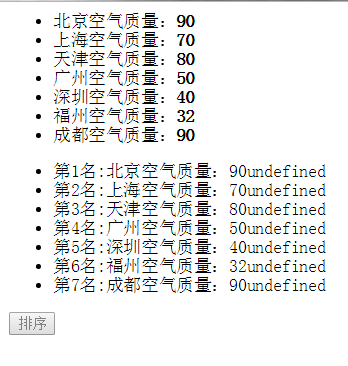 北京空气质量：90
上海空气质量：70
天津空气质量：80
广州空气质量：50
深圳空气质量：40
福州空气质量：32
成都空气质量：90
第1名:北京空气质量：90undefined
第2名:上海空气质量：70undefined
第3名:天津空气质量：80undefined
第4名:广州空气质量：50undefined
第5名:深圳空气质量：40undefined
第6名:福州空气质量：32undefined
第7名:成都空气质量：90undefined
排序